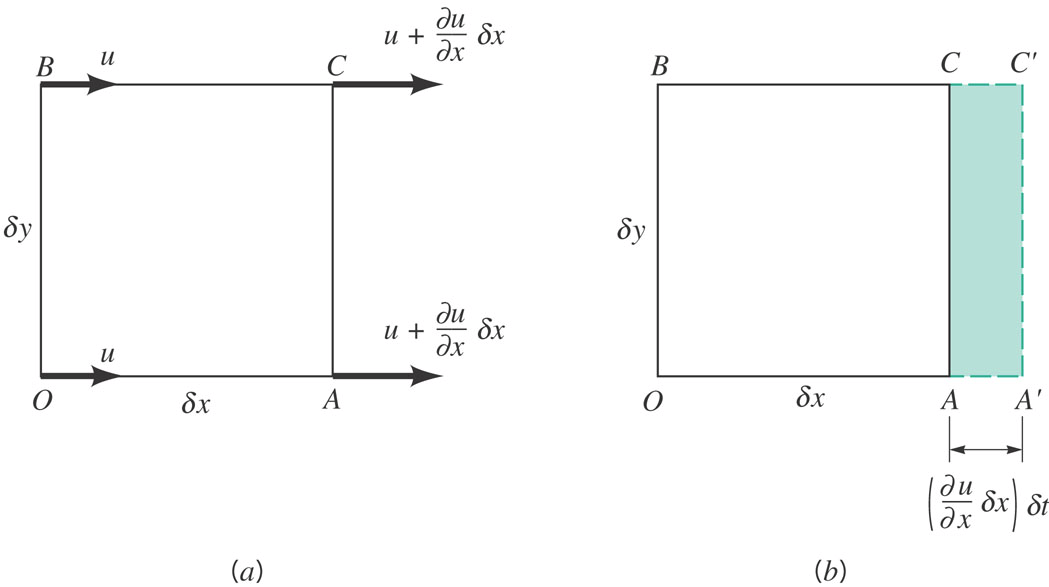 u + ∂u/∂x δx
B u C
δy
u + ∂u/∂x δx
u
O δx A
(a)
B C C′
δy
O δx A A′
(∂u/∂x δx) δt
(b)